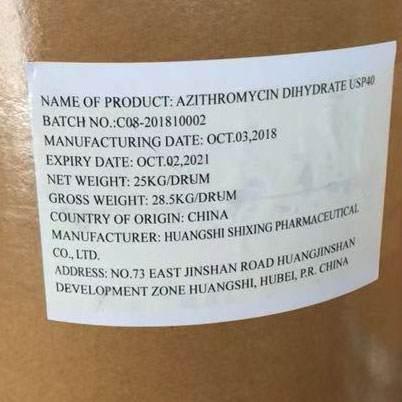 NAME OF PRODUCT: AZITHROMYCIN DIHYDRATE USP40
BATCH NO.:C08-201810002
MANUFACTURING DATE: OCT.03,2018
EXPIRY DATE: OCT.02,2021
NET WEIGHT: 25KG/DRUM
GROSS WEIGHT: 28.5KG/DRUM
COUNTRY OF ORIGIN: CHINA
MANUFACTURER: HUANGSHI SHIXING PHARMACEUTICAL
CO., LTD.
ADDRESS: NO.73 EAST JINSHAN ROAD HUANGJINSHAN
DEVELOPMENT ZONE HUANGSHI, HUBEI, P.R. CHINA